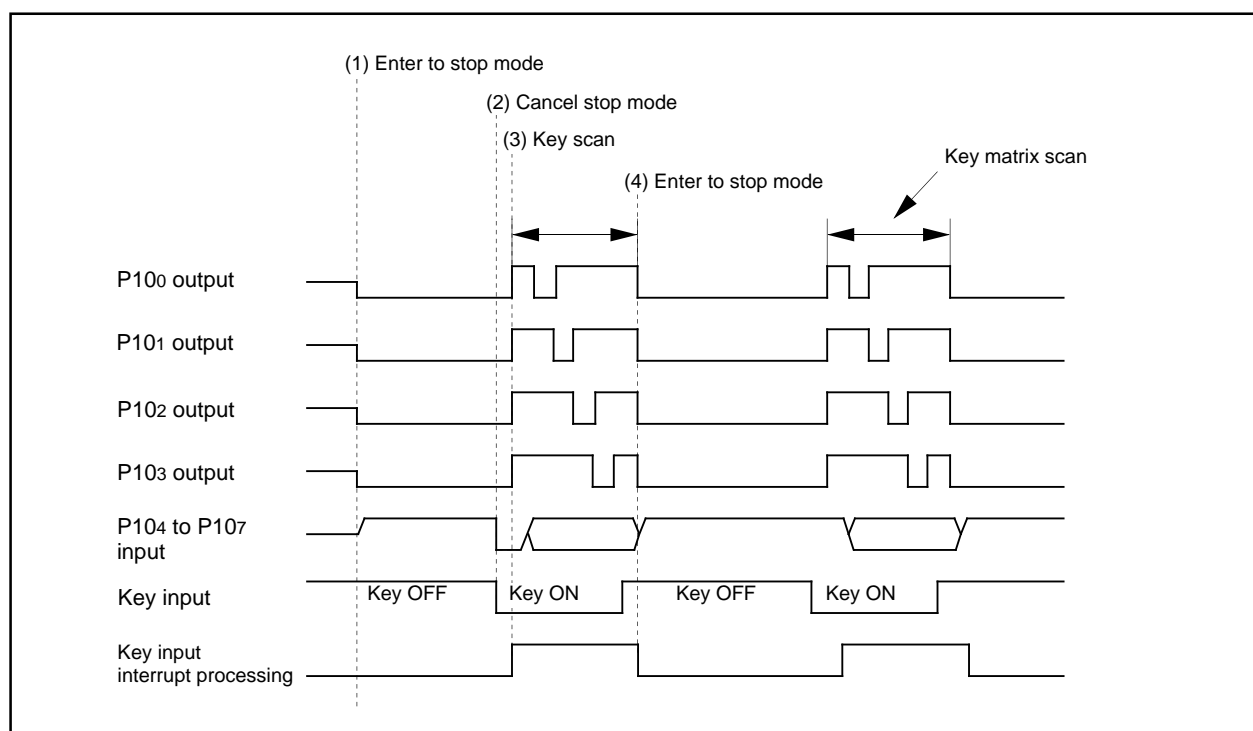 (1) Enter to stop mode
(2) Cancel stop mode
(3) Key scan
Key matrix scan
(4) Enter to stop mode
P100 output
P101 output
P102 output
P103 output
P104 to P107
input
Key input
Key OFF
Key ON
Key OFF
Key ON
Key input
interrupt processing